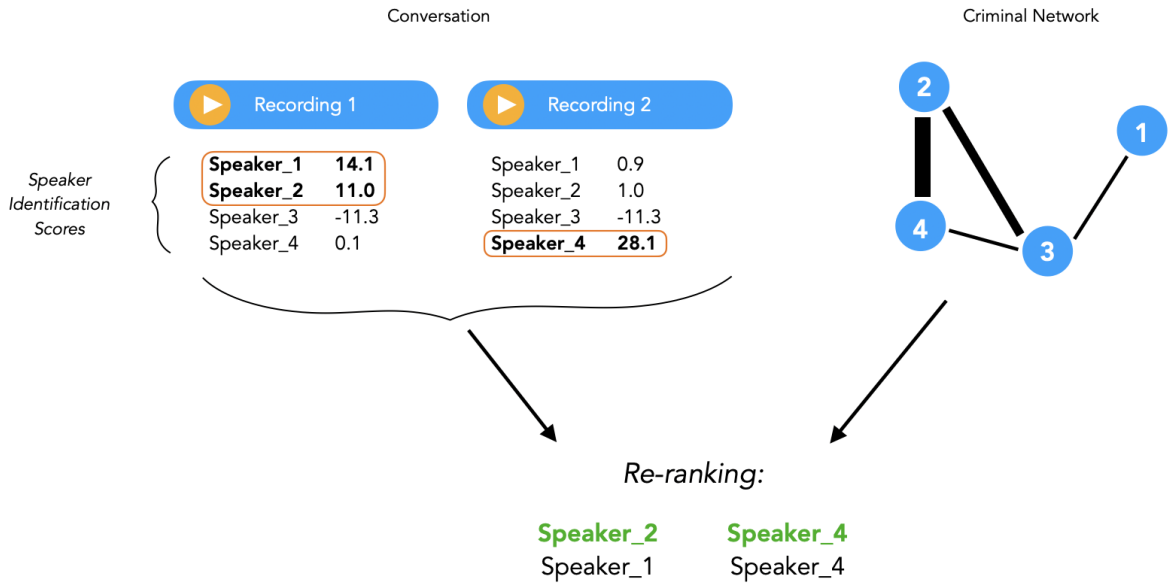 Conversation
Criminal Network
Recording 1
Recording 2
Speaker
Identification
Scores
Speaker_1 14.1
Speaker_2 11.0
Speaker_3 -11.3
Speaker_4 0.1
Speaker_1 0.9
Speaker_2 1.0
Speaker_3 -11.3
Speaker_4 28.1
2
1
4
3
Re-ranking:
Speaker_2 Speaker_4
Speaker_1 Speaker_4